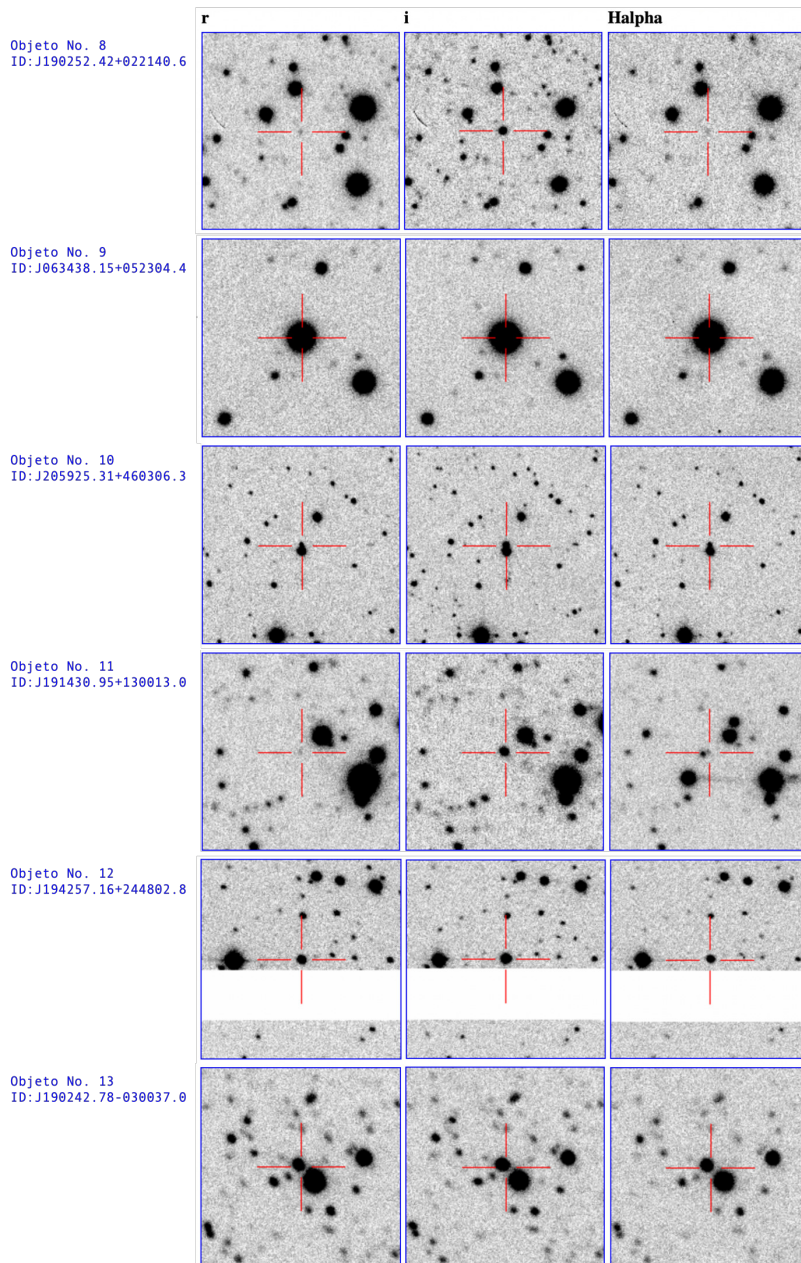 r i Halpha
Objeto No. 8
ID:J190252.42+022140.6
Objeto No. 9
ID:J063438.15+052304.4
Objeto No. 10
ID:J205925.31+460306.3
Objeto No. 11
ID:J191430.95+130013.0
Objeto No. 12
ID:J194257.16+244802.8
Objeto No. 13
ID:J190242.78-030037.0